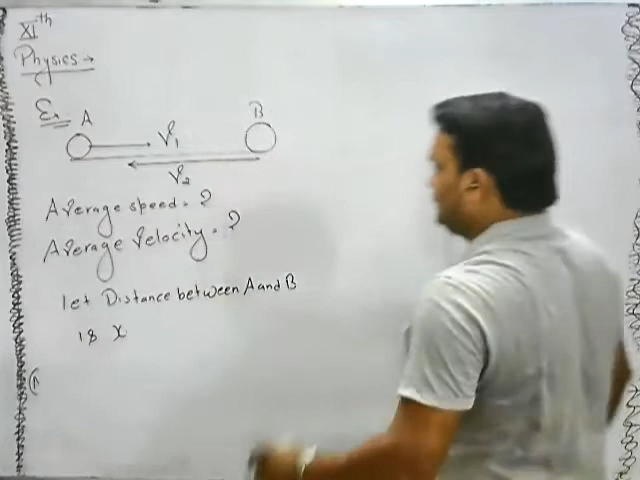 XIth
Physics→
Ex
A B
V1
V2
Average speed = ?
Average Velocity = ?
let Distance between A and B
is x